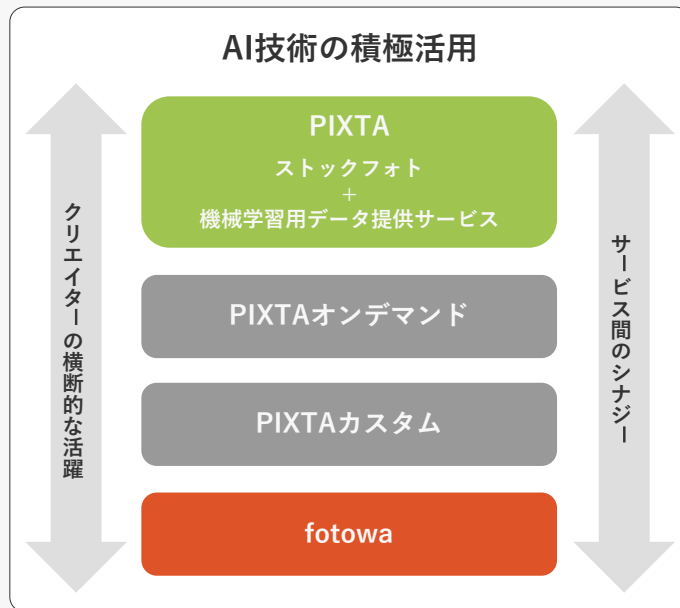 AI技術の積極活用
クリエイターの横断的な活躍
PIXTA
ストックフォト
+
機械学習用データ提供サービス
PIXTAオンデマンド
PIXTAカスタム
fotowa
サービス間のシナジー